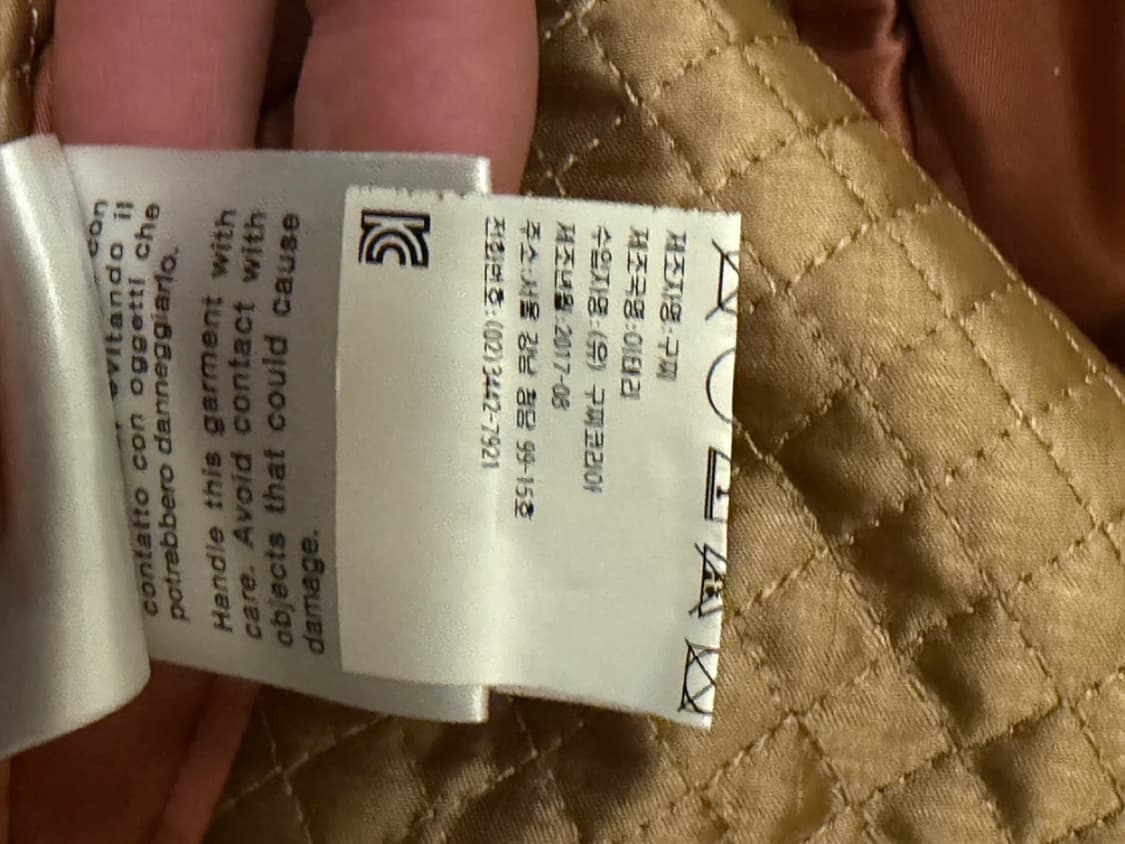 con
evitando il
contatto con oggetti che
potrebbero danneggiarlo.
Handle this garment with
care. Avoid contact with
objects that could cause
damage.
제조자명:구찌
제조국명:이태리
수입자명:(유) 구찌코리아
제조년월:2017-08
주소:서울 강남 청담 99-15호
전화번호:(02)3442-7921
KC